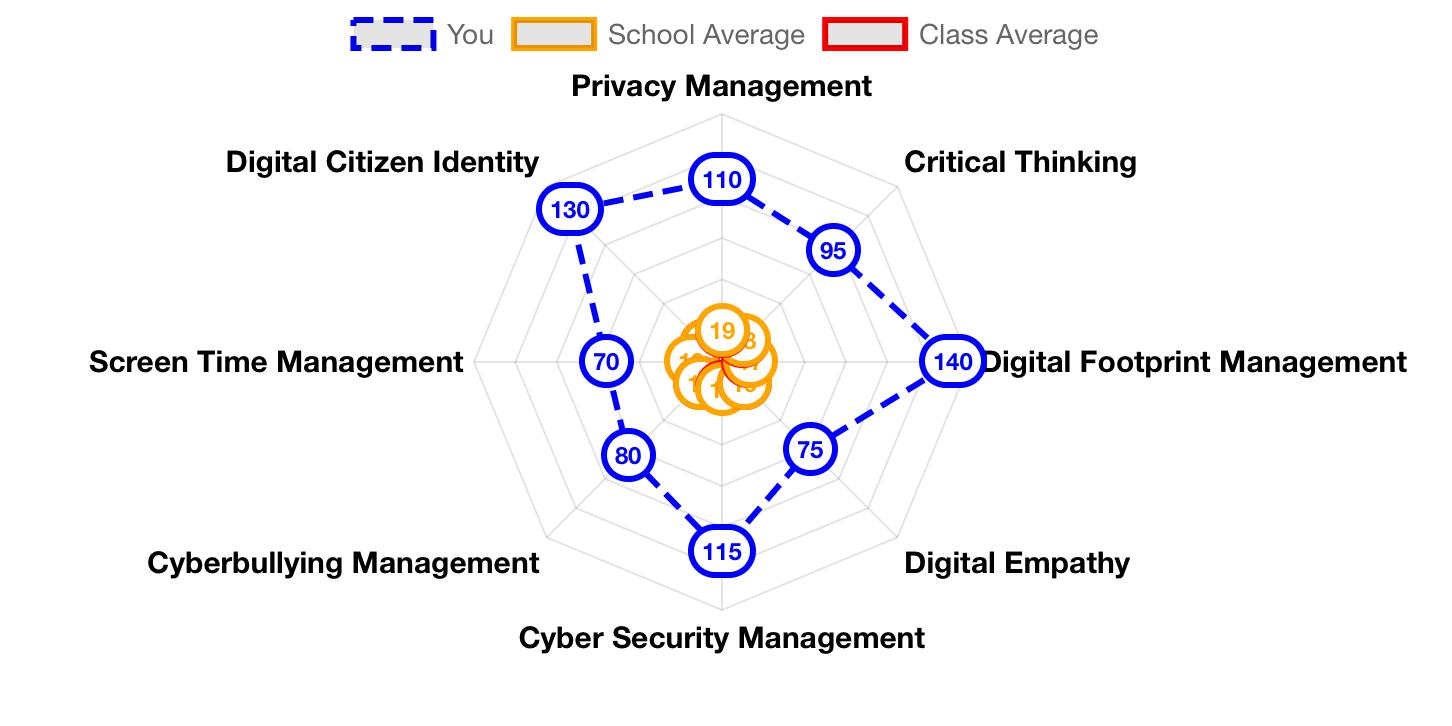 You School Average Class Average
Privacy Management
Digital Citizen Identity Critical Thinking
110
130
95
19
Screen Time Management 70 140 Digital Footprint Management
80 75
115
Cyberbullying Management Digital Empathy
Cyber Security Management